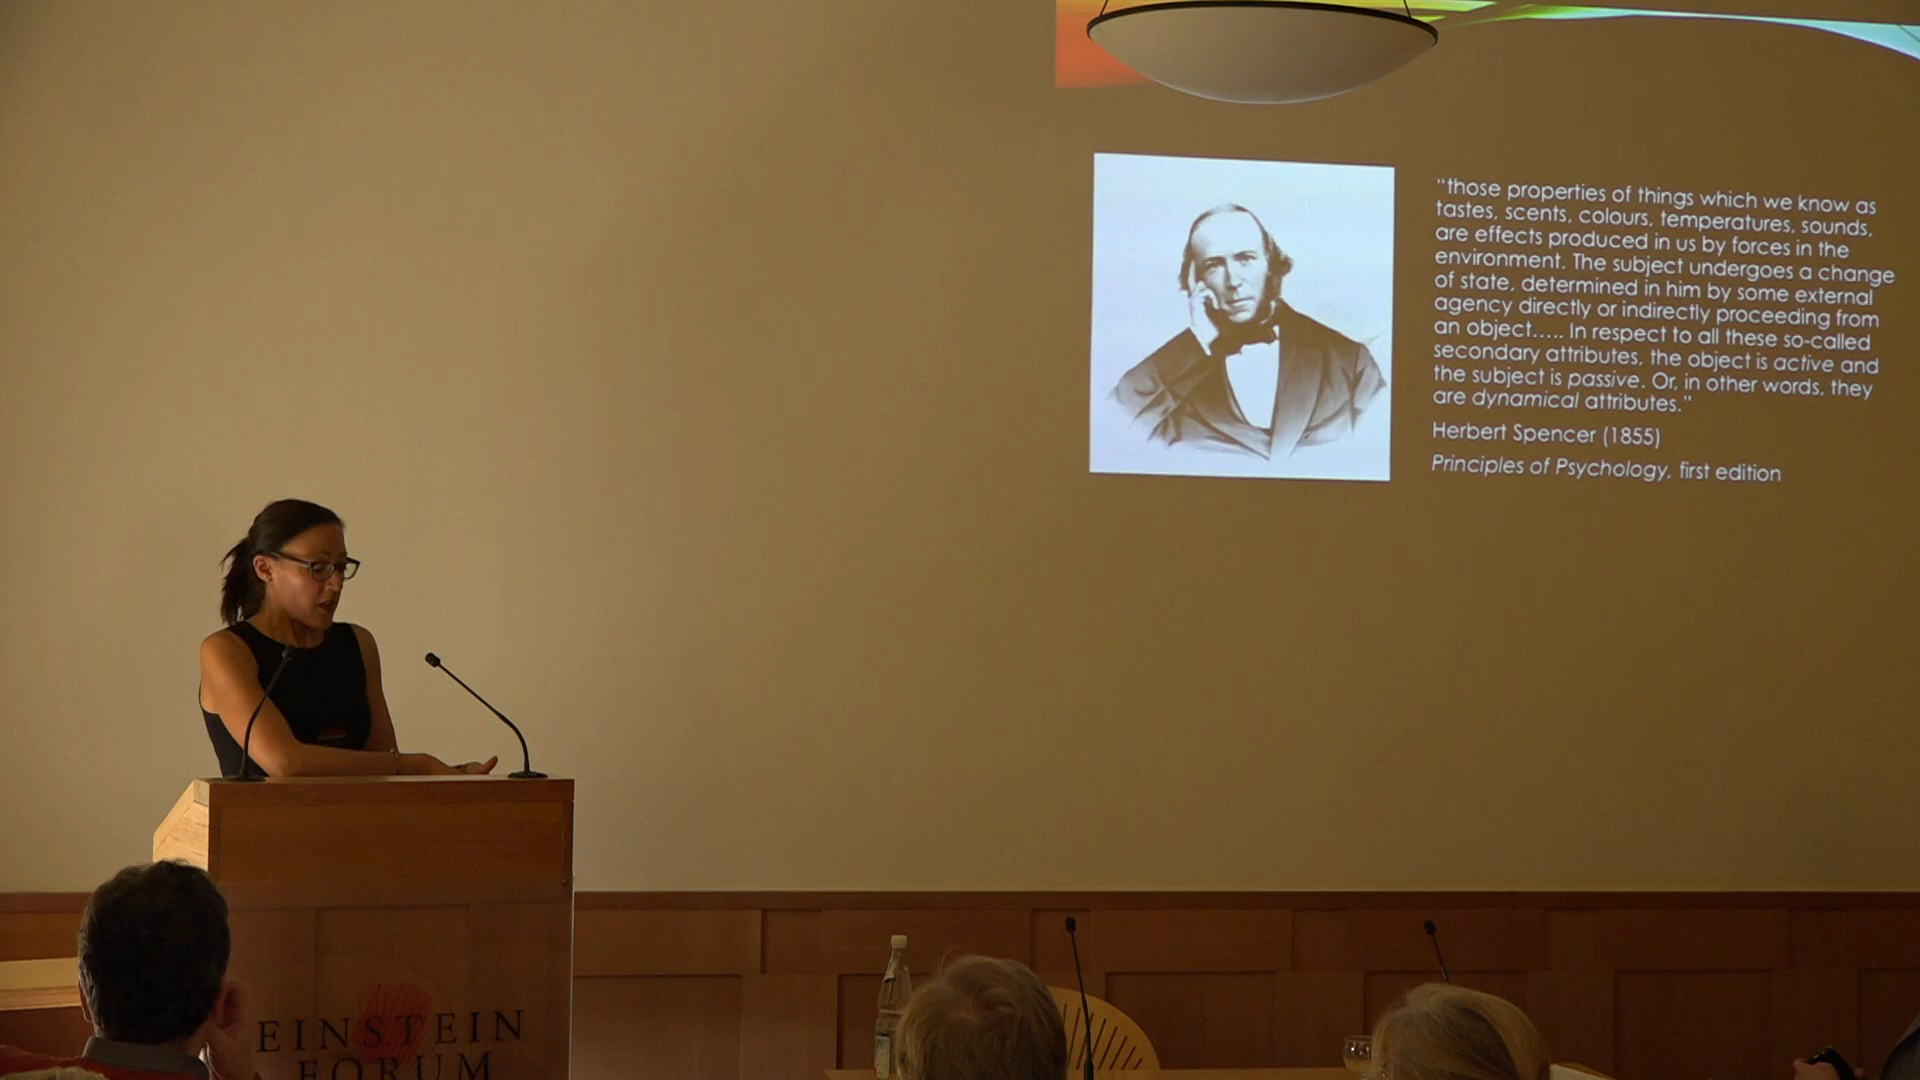 “those properties of things which we know as
tastes, scents, colours, temperatures, sounds,
are effects produced in us by forces in the
environment. The subject undergoes a change
of state, determined in him by some external
agency directly or indirectly proceeding from
an object….. In respect to all these so-called
secondary attributes, the object is active and
the subject is passive. Or, in other words, they
are dynamical attributes.”
Herbert Spencer (1855)
Principles of Psychology, first edition
EINSTEIN
FORUM